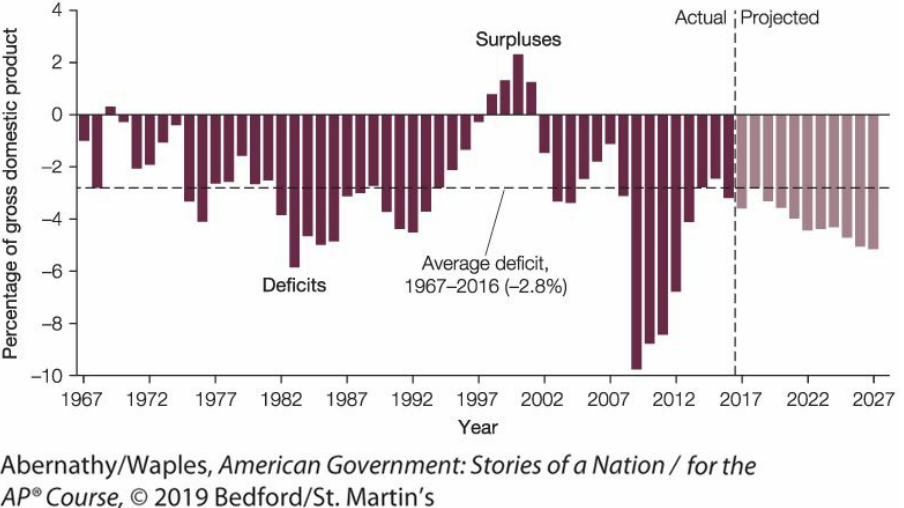 Percentage of gross domestic product
4
2
0
–2
–4
–6
–8
–10
Actual Projected
Surpluses
Deficits
Average deficit,
1967–2016 (–2.8%)
1967 1972 1977 1982 1987 1992 1997 2002 2007 2012 2017 2022 2027
Year
Abernathy/Waples, American Government: Stories of a Nation / for the
AP® Course, © 2019 Bedford/St. Martin's